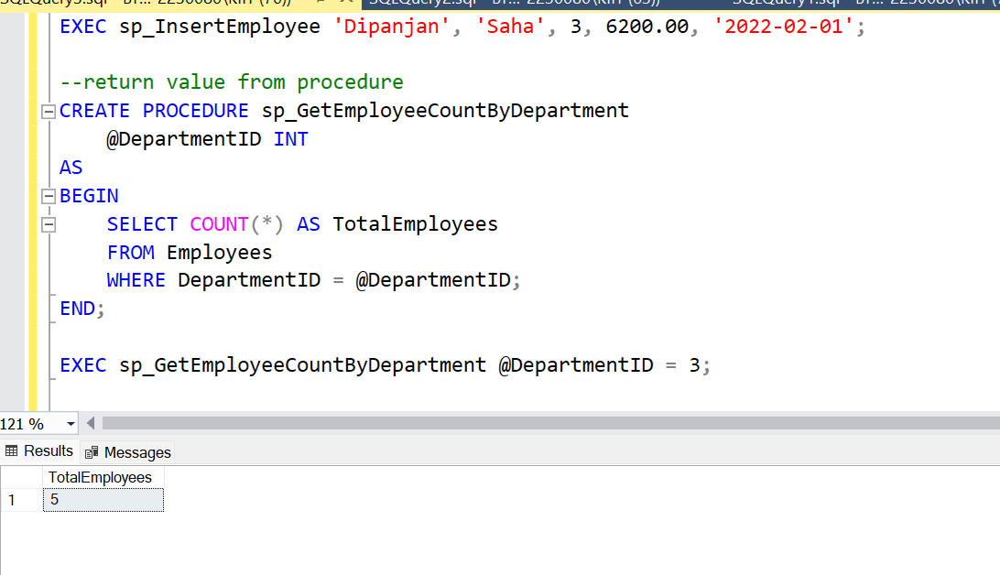 EXEC sp_InsertEmployee 'Dipanjan', 'Saha', 3, 6200.00, '2022-02-01';
--return value from procedure
CREATE PROCEDURE sp_GetEmployeeCountByDepartment
@DepartmentID INT
AS
BEGIN
SELECT COUNT(*) AS TotalEmployees
FROM Employees
WHERE DepartmentID = @DepartmentID;
END;
EXEC sp_GetEmployeeCountByDepartment @DepartmentID = 3;
121 %
Results Messages
TotalEmployees
1 5